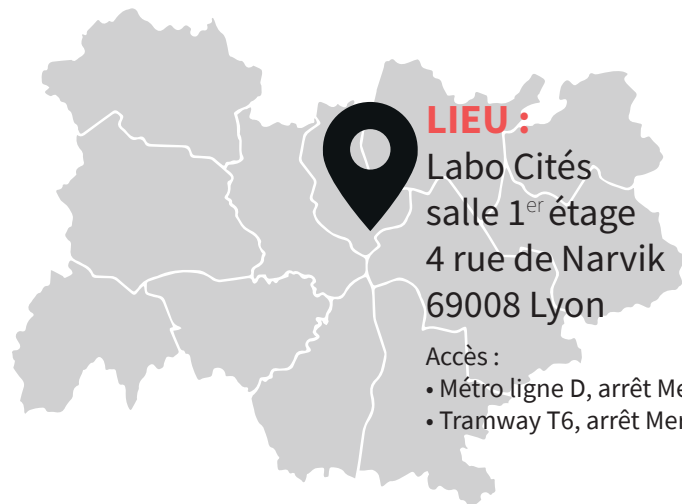 LIEU :
Labo Cités
salle 1er étage
4 rue de Narvik
69008 Lyon
Accès :
• Métro ligne D, arrêt
• Tramway T6, arrêt